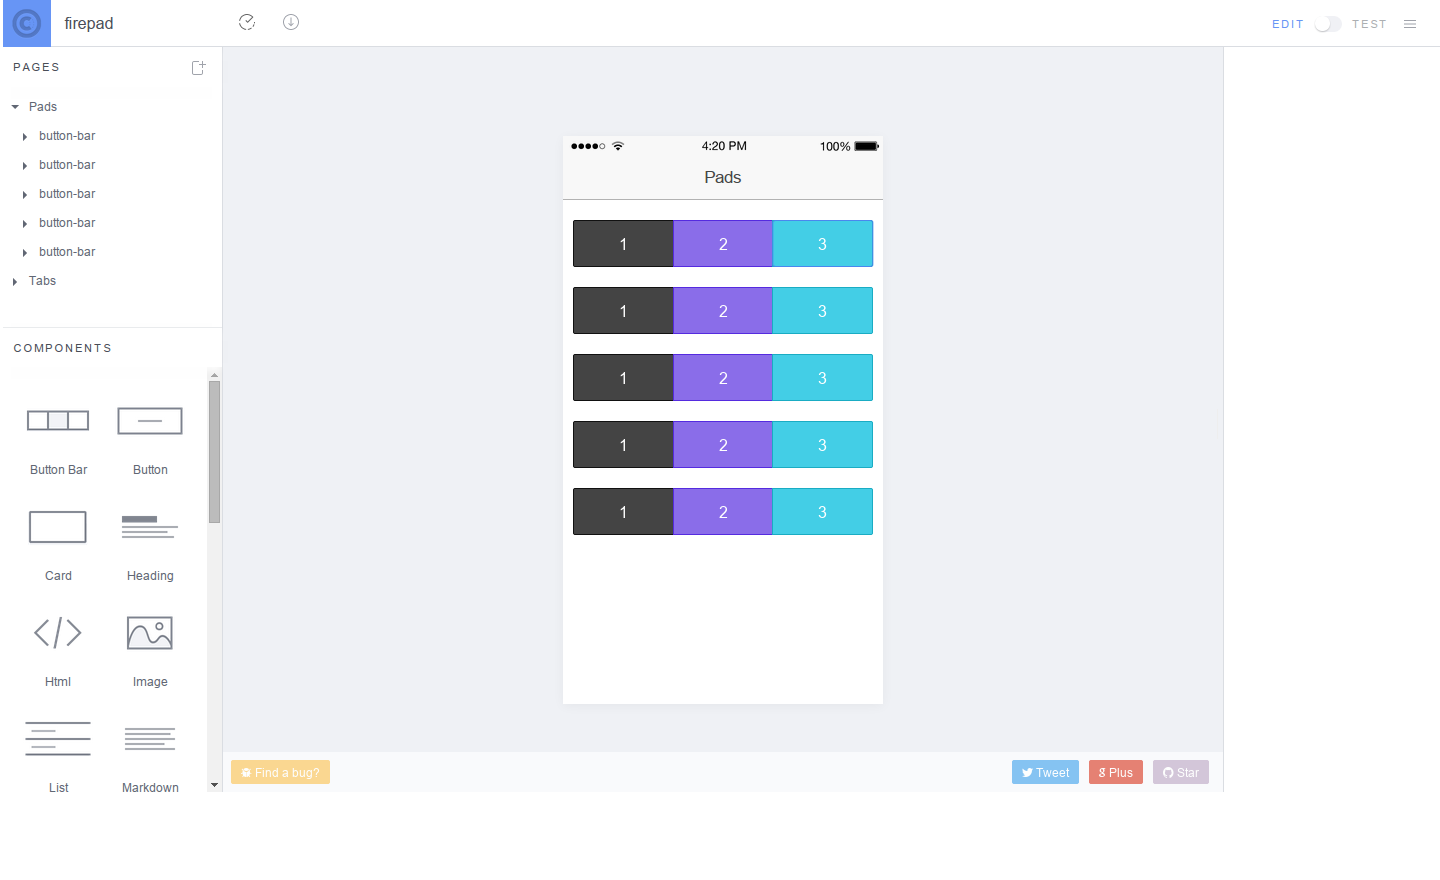 firepad
EDIT TEST
PAGES
Pads
button-bar
button-bar
button-bar
button-bar
button-bar
Tabs
COMPONENTS
Button Bar Button
Card Heading
Html Image
List Markdown
4:20 PM 100%
Pads
1 2 3
1 2 3
1 2 3
1 2 3
1 2 3
Find a bug? Tweet Plus Star